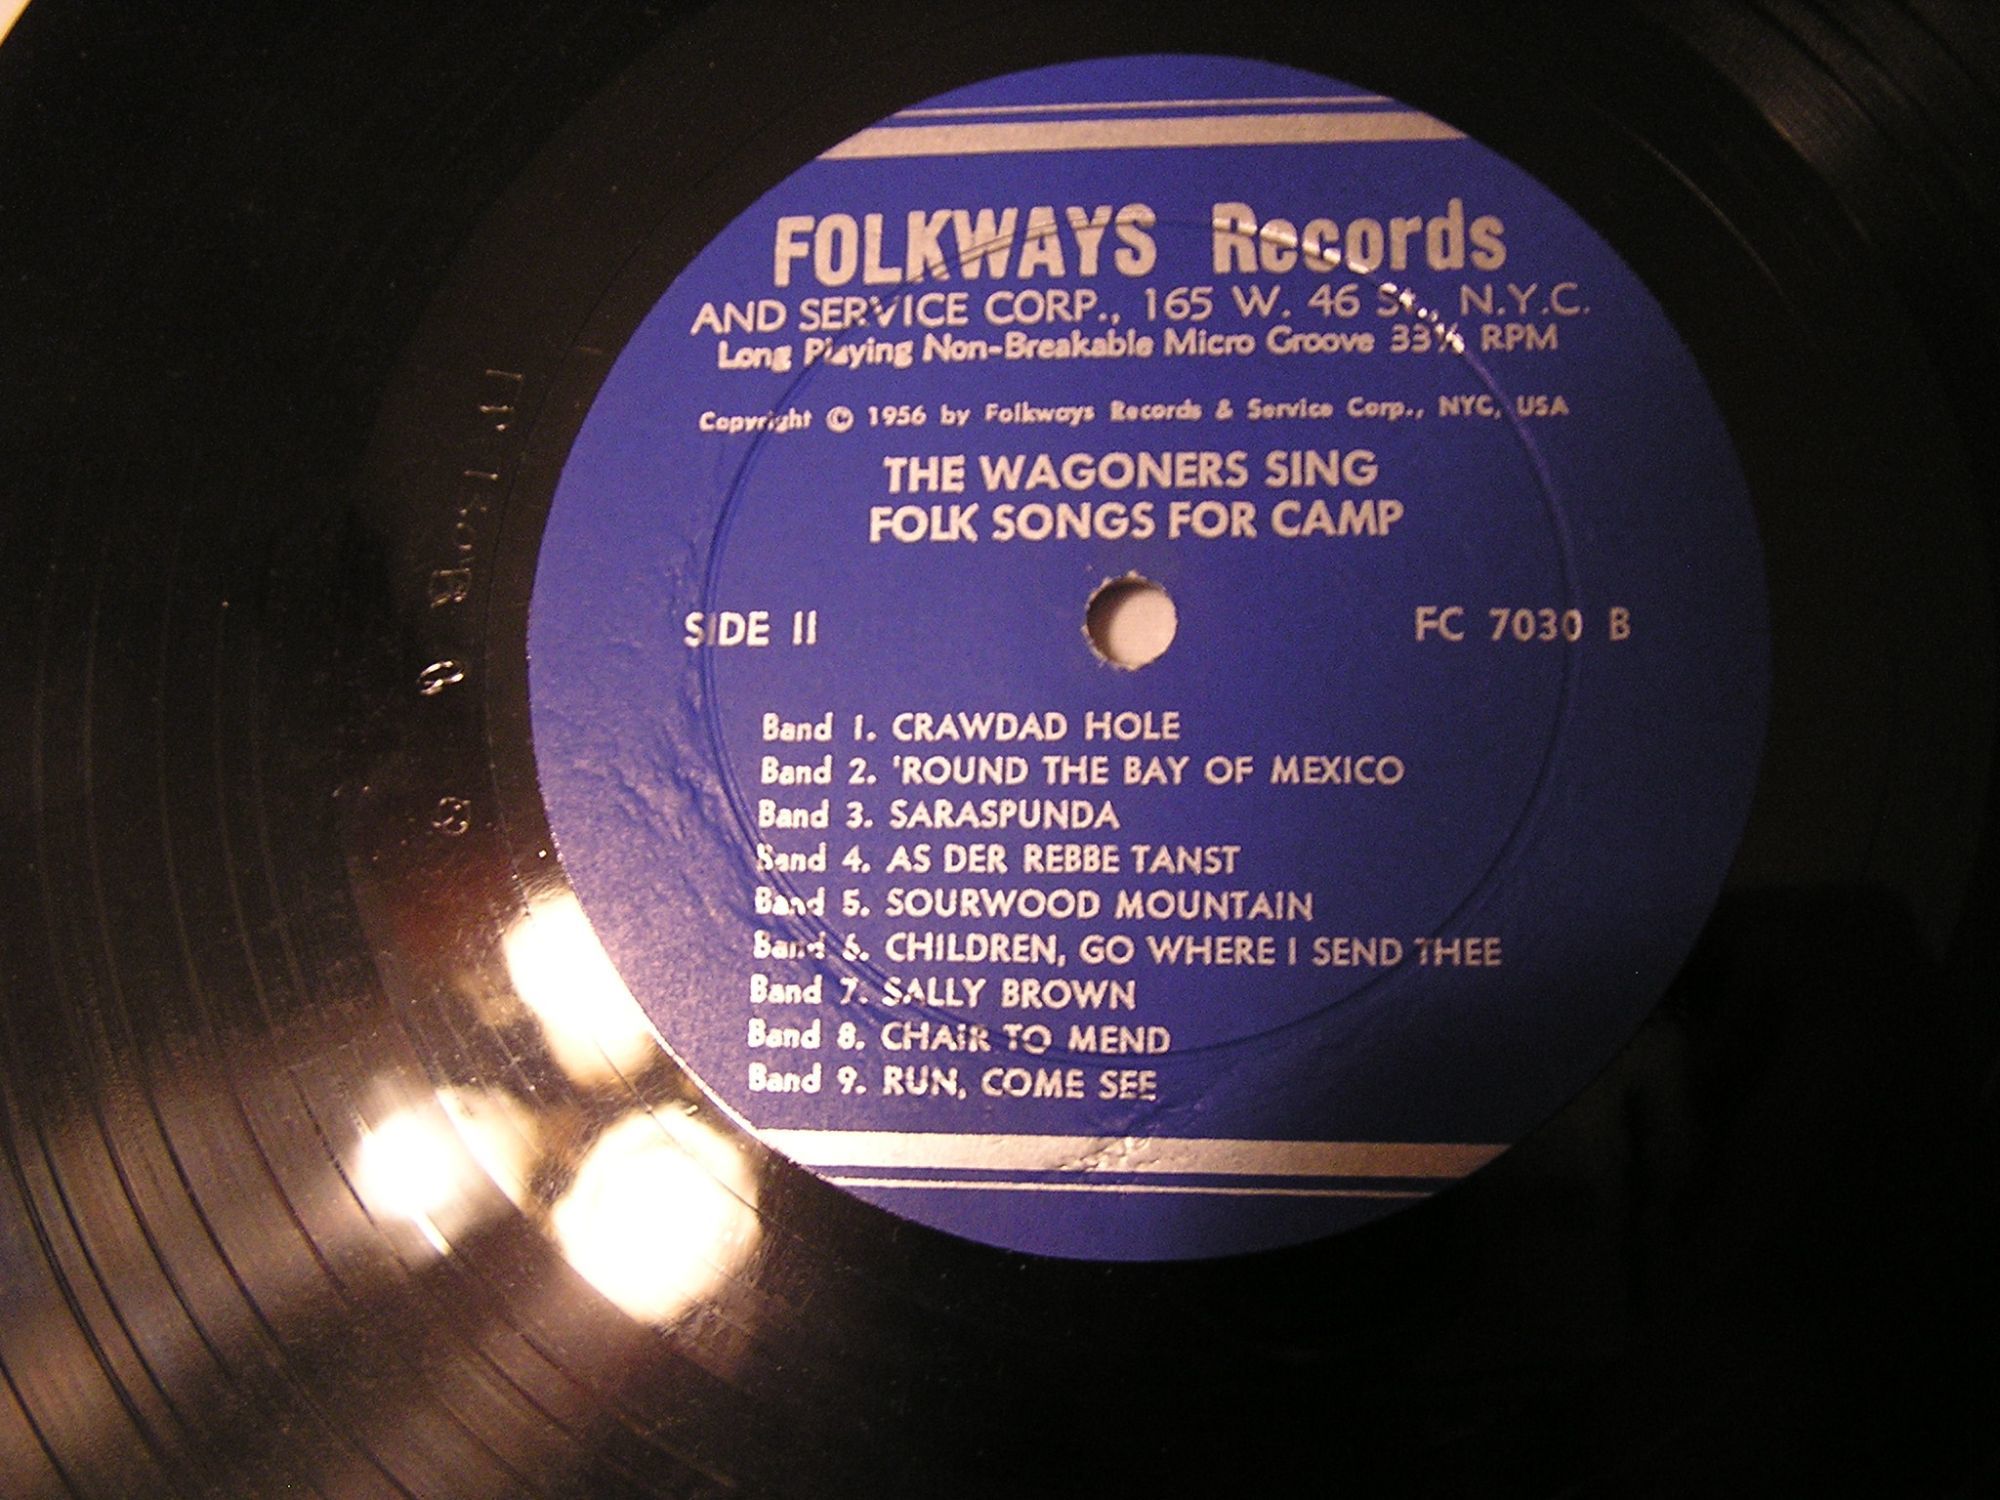 FOLKWAYS Records
AND SERVICE CORP., 165 W. 46 St., N.Y.C.
Long Playing Non-Breakable Micro Groove 33⅓ RPM
Copyright © 1956 by Folkways Records & Service Corp., NYC, USA
THE WAGONERS SING
FOLK SONGS FOR CAMP
SIDE II FC 7030 B
Band 1. CRAWDAD HOLE
Band 2. 'ROUND THE BAY OF MEXICO
Band 3. SARASPUNDA
Band 4. AS DER REBBE TANST
Band 5. SOURWOOD MOUNTAIN
Band 6. CHILDREN, GO WHERE I SEND THEE
Band 7. SALLY BROWN
Band 8. CHAIR TO MEND
Band 9. RUN, COME SEE